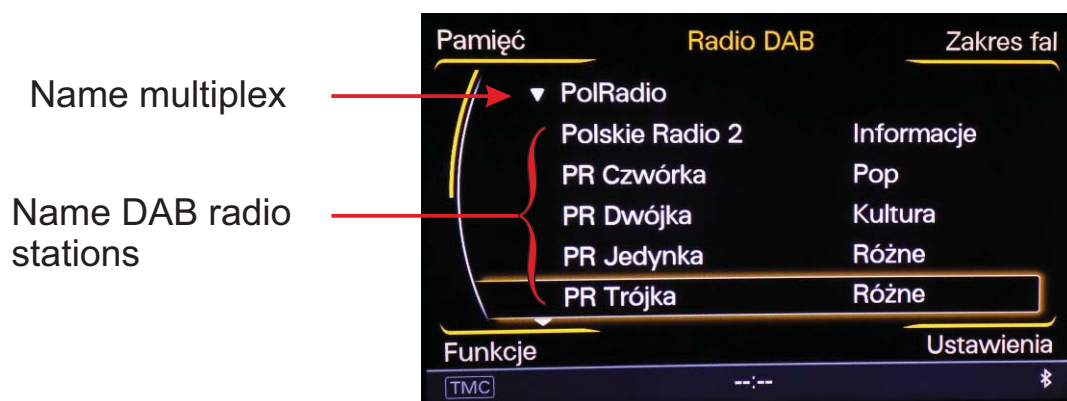 Pamięć Radio DAB Zakres fal
Name multiplex
PolRadio
Polskie Radio 2 Informacje
PR Czwórka Pop
Name DAB radio
stations
PR Dwójka Kultura
PR Jedynka Różne
PR Trójka Różne
Funkcje Ustawienia
TMC --:--